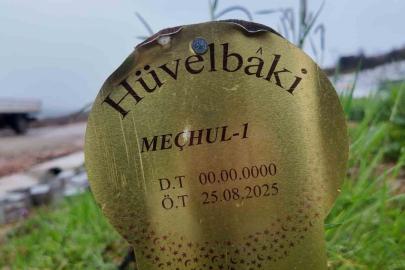 Hüvelbâki
MEÇHUL-1
D.T 00.00.0000
Ö.T 25.08.2025